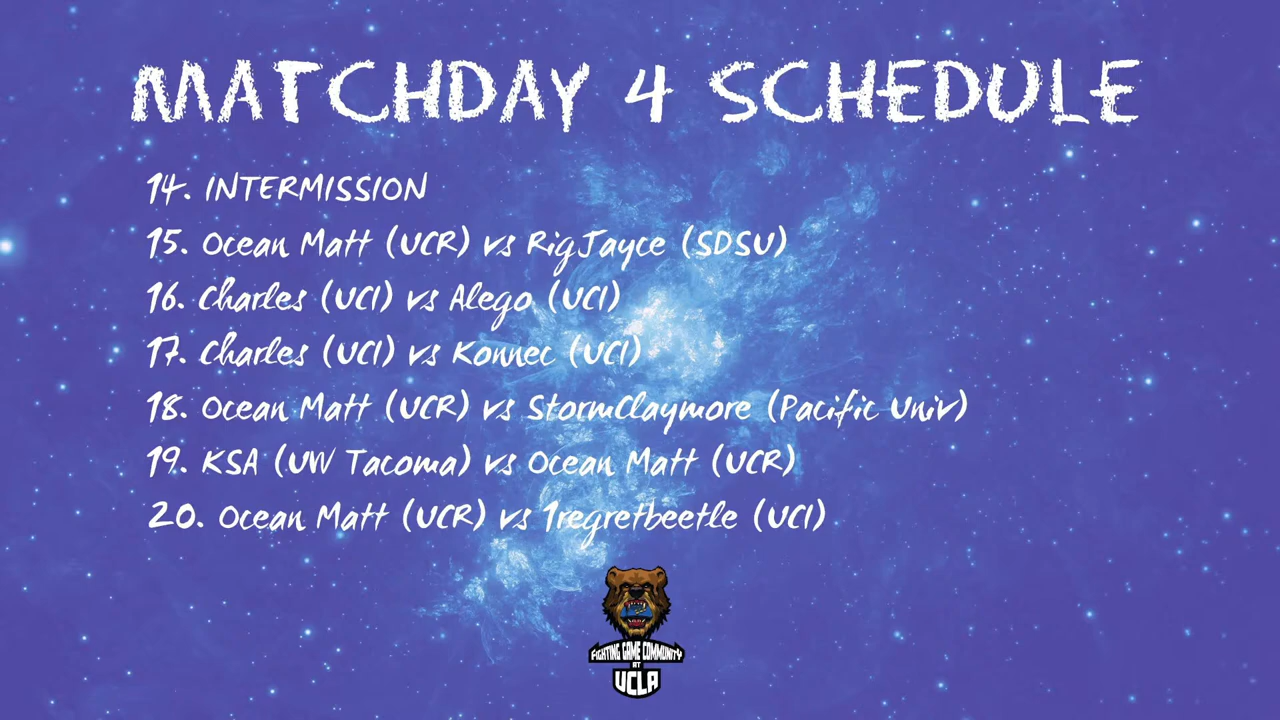 MATCHDAY 4 SCHEDULE
14. INTERMISSION
15. Ocean Matt (UCR) vs RigJayce (SDSU)
16. Charles (UCI) vs Alego (UCI)
17. Charles (UCI) vs Konnec (UCI)
18. Ocean Matt (UCR) vs StormClaymore (Pacific Univ)
19. KSA (UW Tacoma) vs Ocean Matt (UCR)
20. Ocean Matt (UCR) vs 1regretbeetle (UCI)
FIGHTING GAME COMMUNITY
AT
UCLA